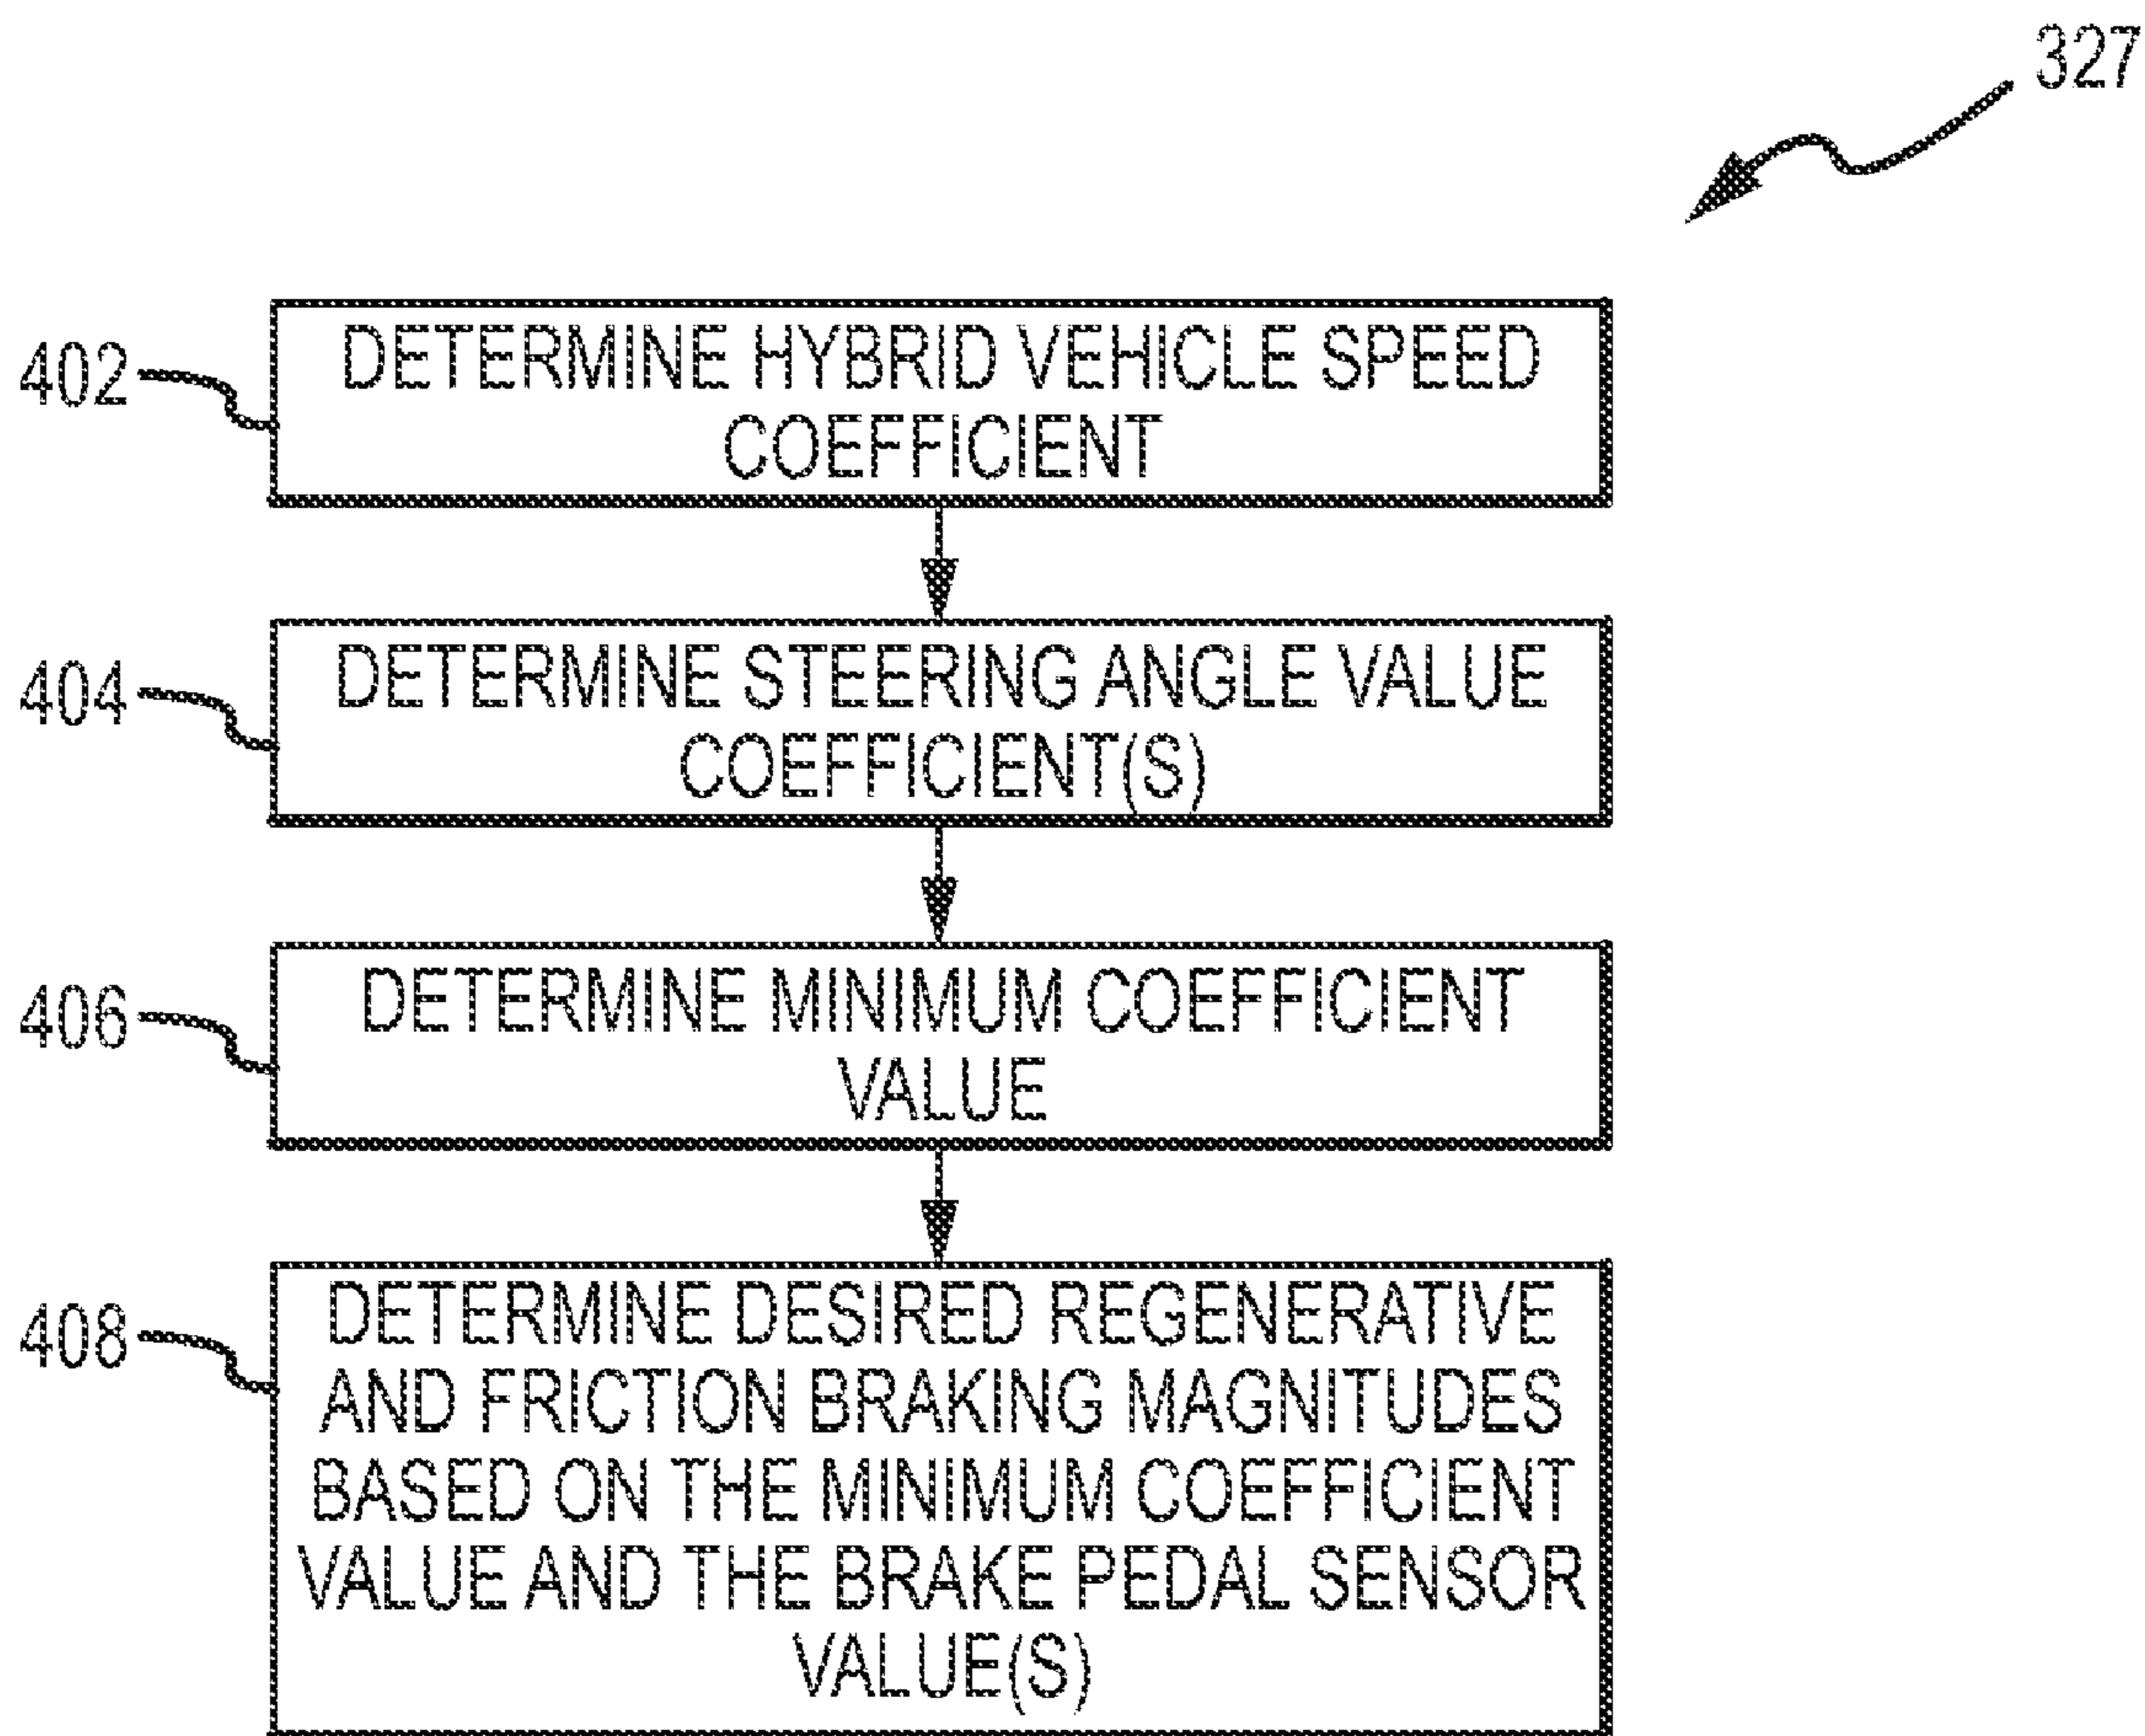 327
402
DETERMINE HYBRID VEHICLE SPEED
COEFFICIENT
404
DETERMINE STEERING ANGLE VALUE
COEFFICIENT(S)
406
DETERMINE MINIMUM COEFFICIENT
VALUE
408
DETERMINE DESIRED REGENERATIVE
AND FRICTION BRAKING MAGNITUDES
BASED ON THE MINIMUM COEFFICIENT
VALUE AND THE BRAKE PEDAL SENSOR
VALUE(S)